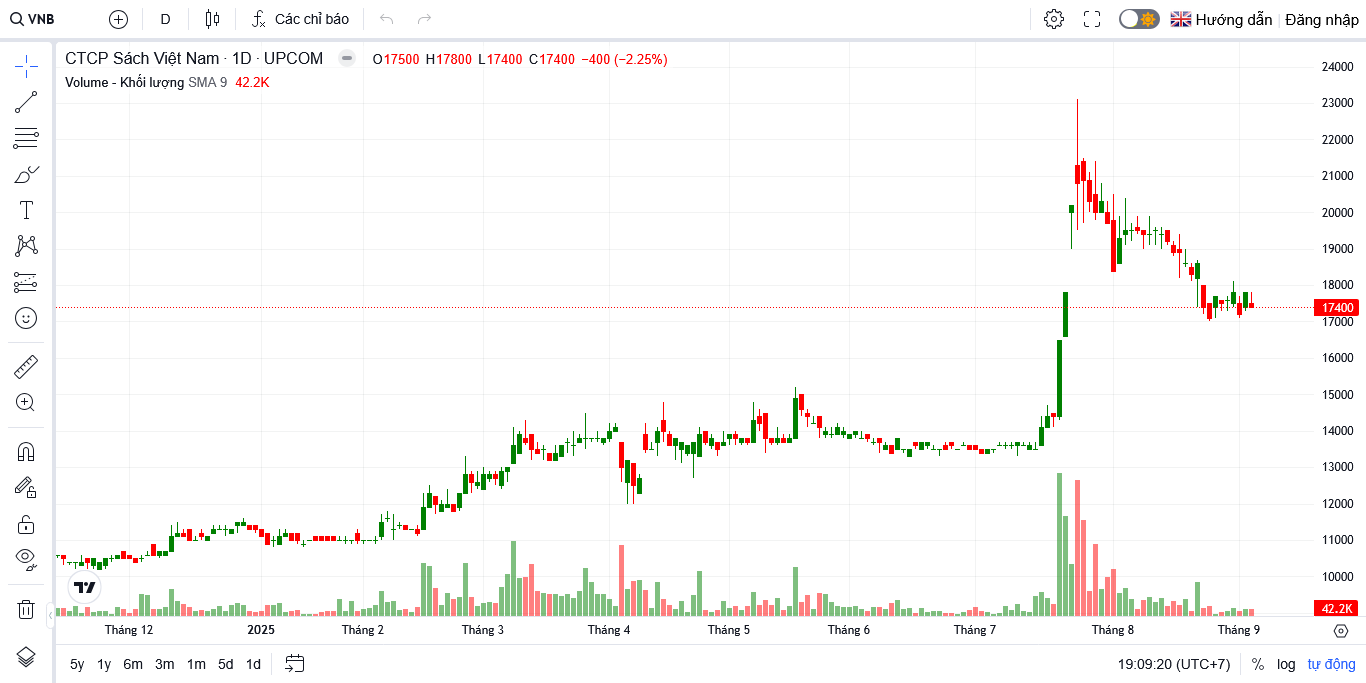 VNB D Các chỉ báo Hướng dẫn Đăng nhập
CTCP Sách Việt Nam · 1D · UPCOM O17500 H17800 L17400 C17400 −400 (−2.25%)
Volume - Khối lượng SMA 9 42.2K
24000
23000
22000
21000
20000
19000
18000
17400
17000
16000
15000
14000
13000
12000
11000
10000
42.2K
Tháng 12 2025 Tháng 2 Tháng 3 Tháng 4 Tháng 5 Tháng 6 Tháng 7 Tháng 8 Tháng 9
5y 1y 6m 3m 1m 5d 1d 19:09:20 (UTC+7) % log tự động